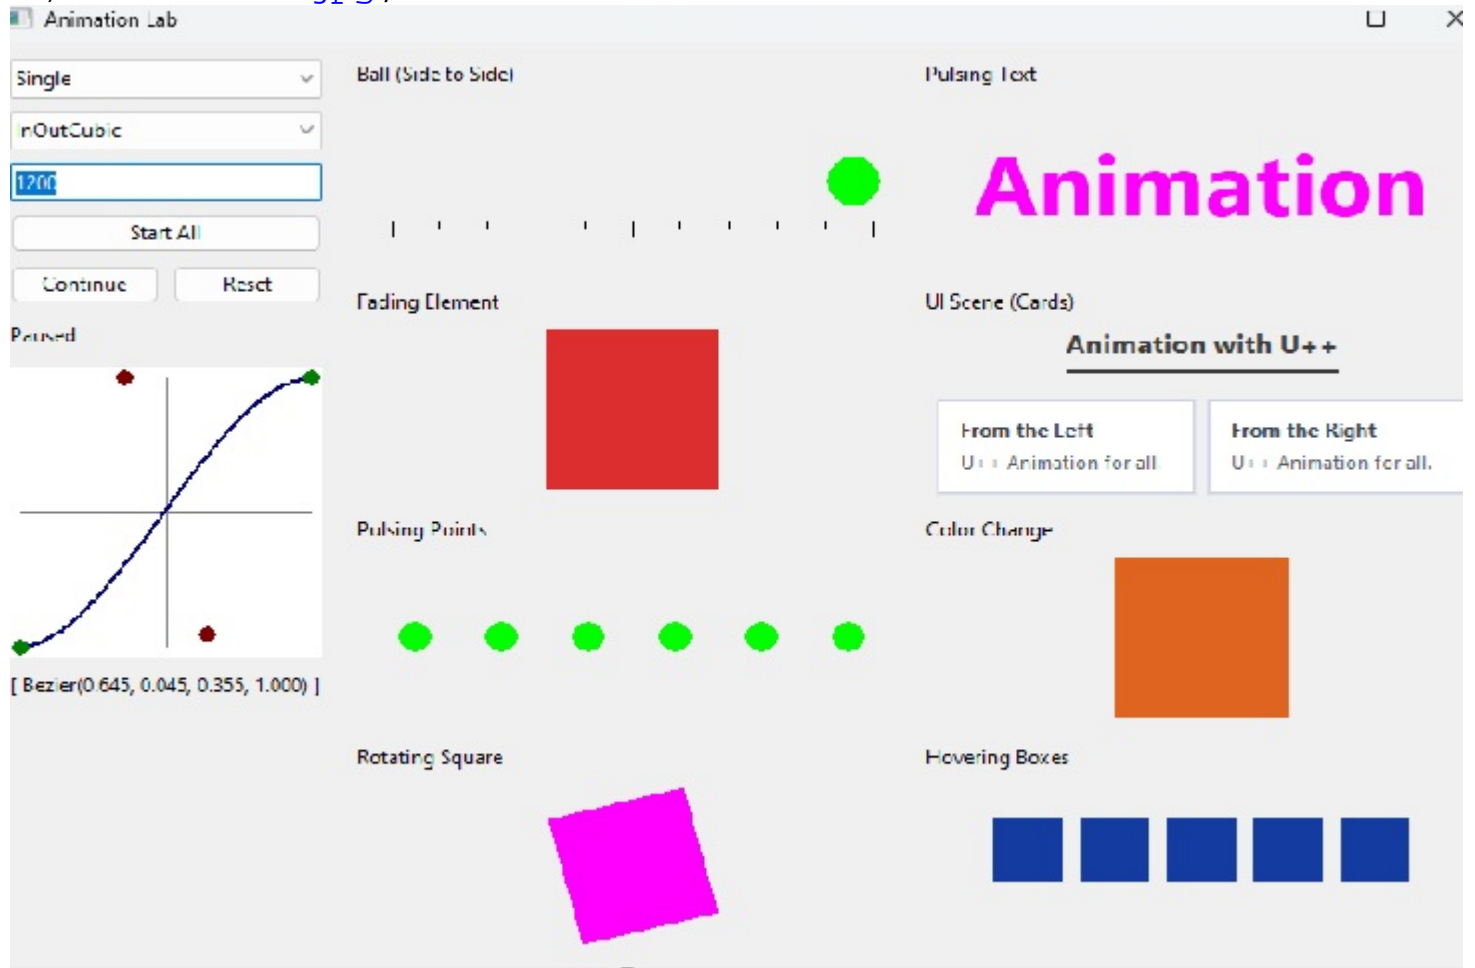 Animation Lab
Single
InOutCubic
1200
Start All
Continue Reset
Paused
[ Bezier(0.645, 0.045, 0.355, 1.000) ]
Ball (Side to Side)
Fading Element
Pulsing Points
Rotating Square
Pulsing Text
Animation
UI Scene (Cards)
Animation with U++
From the Left
U++ Animation for all.
From the Right
U++ Animation for all.
Color Change
Hovering Boxes